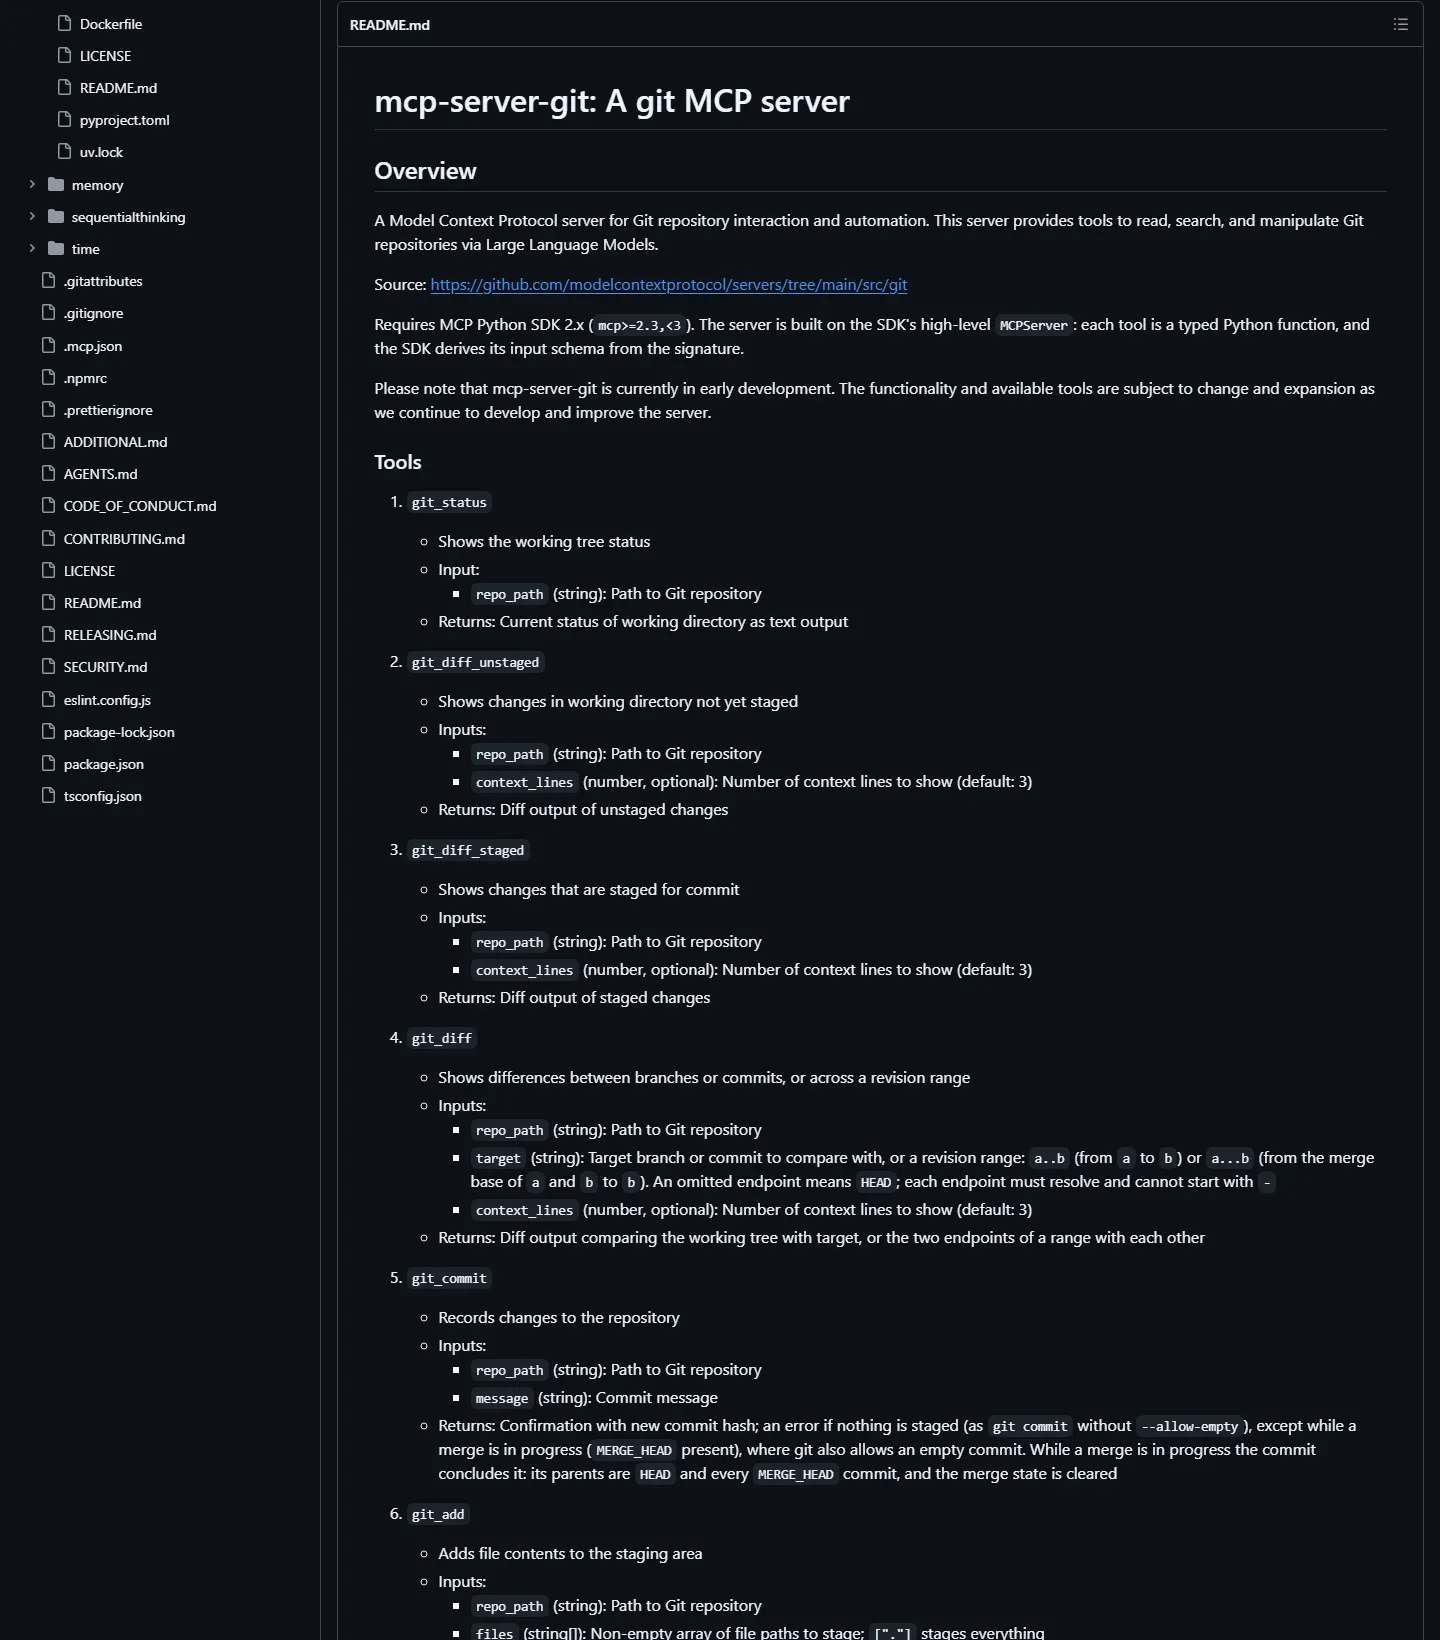 Dockerfile
LICENSE
README.md
pyproject.toml
uv.lock
memory
sequentialthinking
time
.gitattributes
.gitignore
.mcp.json
.npmrc
.prettierignore
ADDITIONAL.md
AGENTS.md
CODE_OF_CONDUCT.md
CONTRIBUTING.md
LICENSE
README.md
RELEASING.md
SECURITY.md
eslint.config.js
package-lock.json
package.json
tsconfig.json
README.md
mcp-server-git: A git MCP server
Overview
A Model Context Protocol server for Git repository interaction and automation. This server provides tools to read, search, and manipulate Git
repositories via Large Language Models.
Source: https://github.com/modelcontextprotocol/servers/tree/main/src/git
Requires MCP Python SDK 2.x (mcp>=2.3,<3). The server is built on the SDK's high-level MCPServer: each tool is a typed Python function, and
the SDK derives its input schema from the signature.
Please note that mcp-server-git is currently in early development. The functionality and available tools are subject to change and expansion as
we continue to develop and improve the server.
Tools
1. git_status
Shows the working tree status
Input:
repo_path (string): Path to Git repository
Returns: Current status of working directory as text output
2. git_diff_unstaged
Shows changes in working directory not yet staged
Inputs:
repo_path (string): Path to Git repository
context_lines (number, optional): Number of context lines to show (default: 3)
Returns: Diff output of unstaged changes
3. git_diff_staged
Shows changes that are staged for commit
Inputs:
repo_path (string): Path to Git repository
context_lines (number, optional): Number of context lines to show (default: 3)
Returns: Diff output of staged changes
4. git_diff
Shows differences between branches or commits, or across a revision range
Inputs:
repo_path (string): Path to Git repository
target (string): Target branch or commit to compare with, or a revision range: a..b (from a to b) or a...b (from the merge
base of a and b to b). An omitted endpoint means HEAD; each endpoint must resolve and cannot start with -
context_lines (number, optional): Number of context lines to show (default: 3)
Returns: Diff output comparing the working tree with target, or the two endpoints of a range with each other
5. git_commit
Records changes to the repository
Inputs:
repo_path (string): Path to Git repository
message (string): Commit message
Returns: Confirmation with new commit hash; an error if nothing is staged (as git commit without --allow-empty), except while a
merge is in progress (MERGE_HEAD present), where git also allows an empty commit. While a merge is in progress the commit
concludes it: its parents are HEAD and every MERGE_HEAD commit, and the merge state is cleared
6. git_add
Adds file contents to the staging area
Inputs:
repo_path (string): Path to Git repository
files (string[]): Non-empty array of file paths to stage; ["."] stages everything